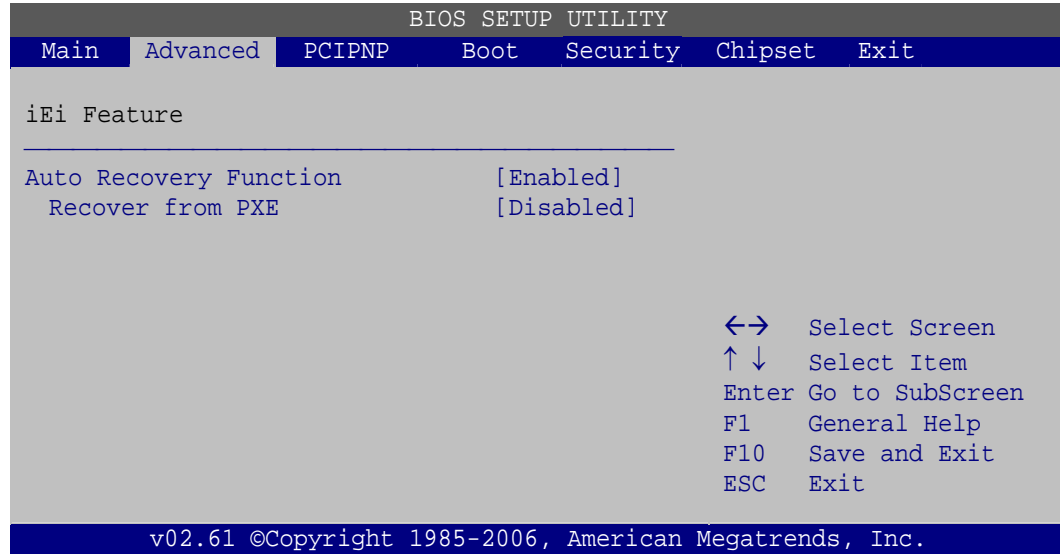 BIOS SETUP UTILITY
Main Advanced PCIPNP Boot Security Chipset Exit
iEi Feature
Auto Recovery Function [Enabled]
Recover from PXE [Disabled]
←→ Select Screen
↑ ↓ Select Item
Enter Go to SubScreen
F1 General Help
F10 Save and Exit
ESC Exit
v02.61 ©Copyright 1985-2006, American Megatrends, Inc.